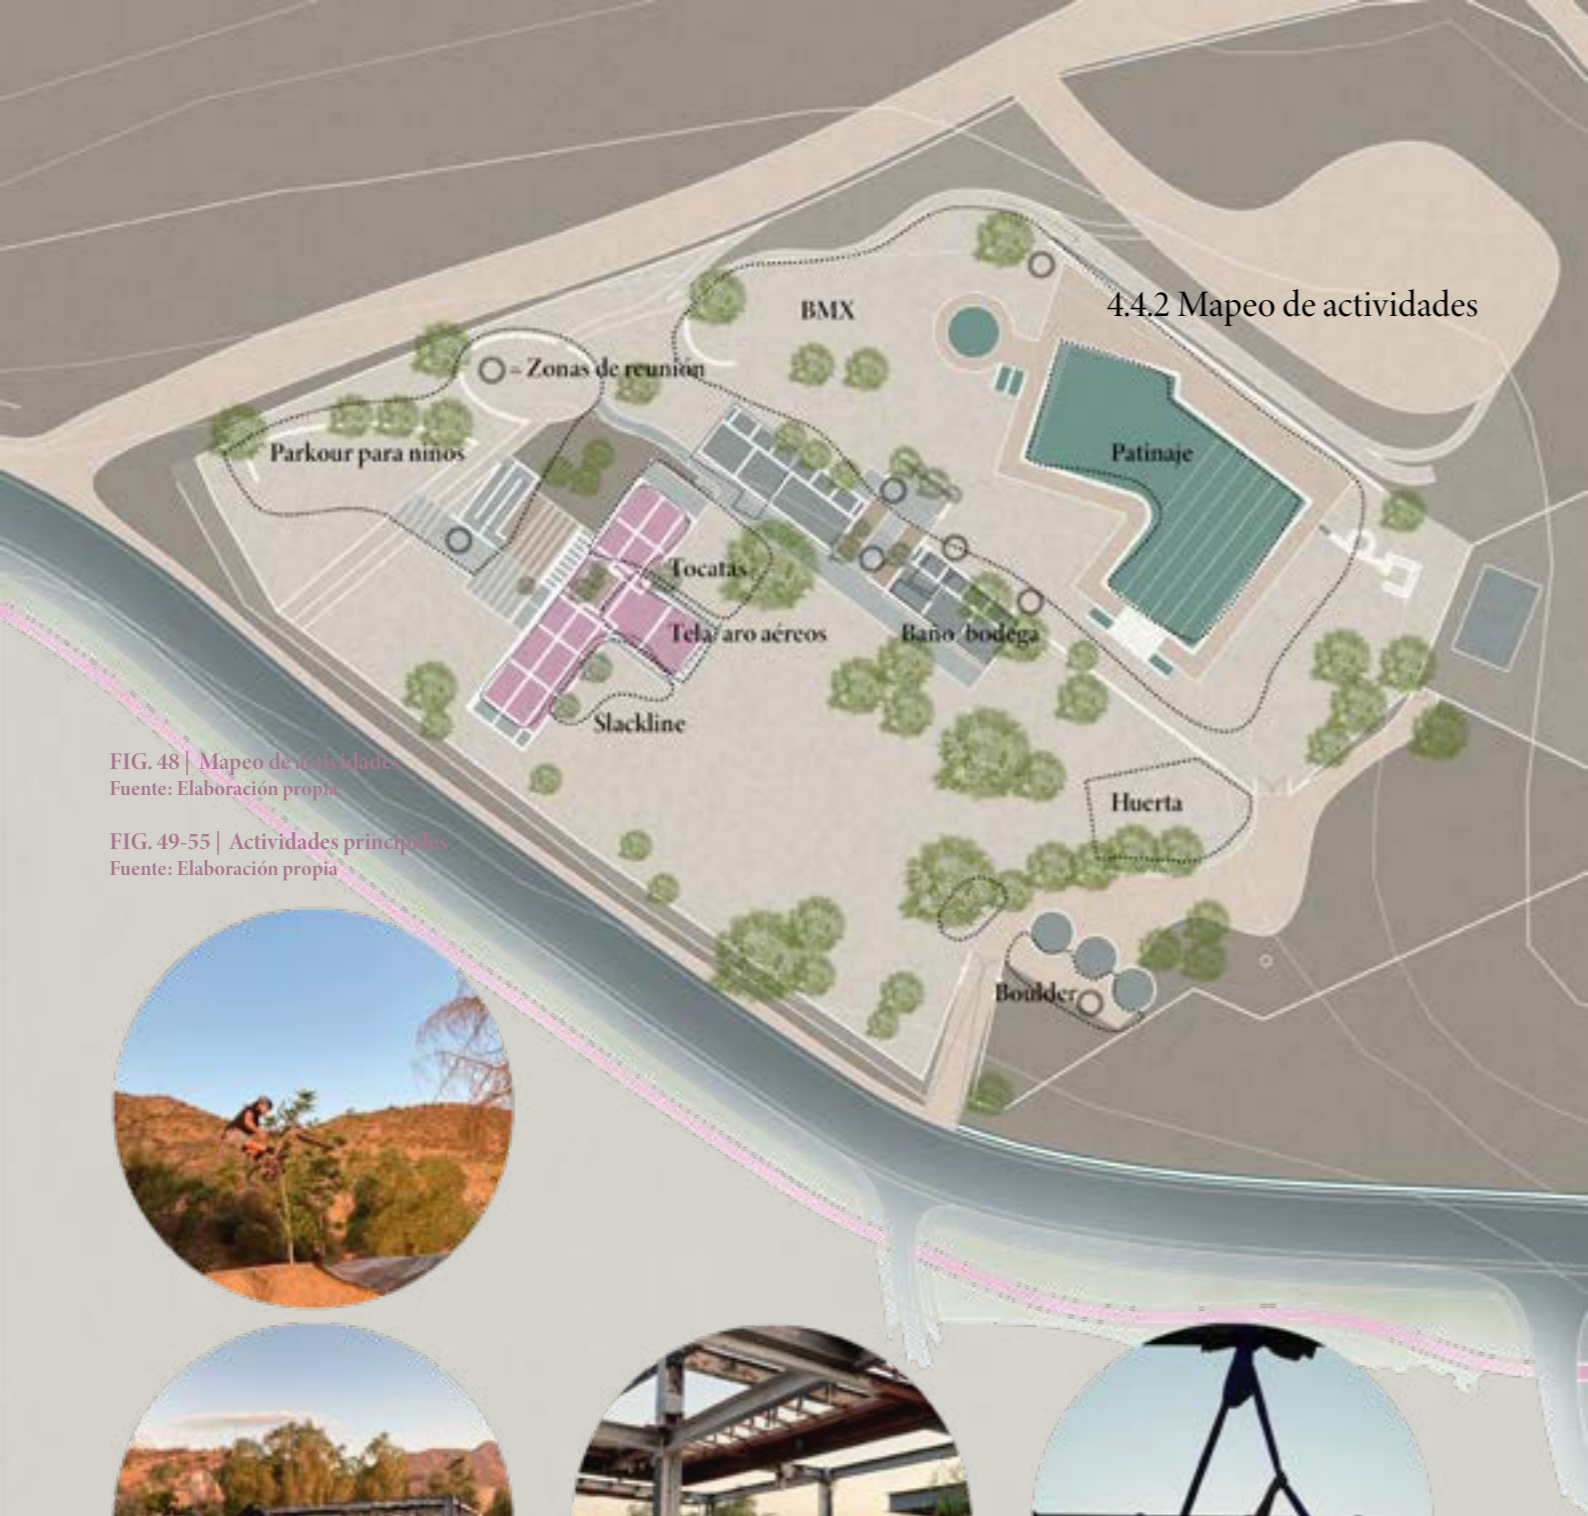 4.4.2 Mapeo de actividades
BMX
= Zonas de reunión
Parkour para niños
Patinaje
Tocatas
Tela/aro aéreos
Baño/bodega
Slackline
FIG. 48 | Mapeo de actividades
Fuente: Elaboración propia
Huerta
FIG. 49-55 | Actividades principales
Fuente: Elaboración propia
Boulder